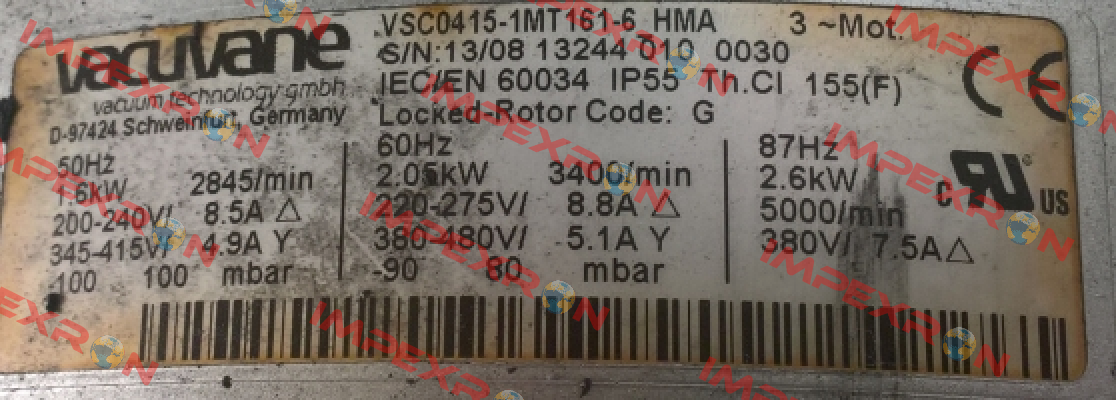 vacuvane
vacuum technology gmbh
D-97424 Schweinfurt, Germany
VSC0415-1MT161-6 HMA 3 ~Mot.
S/N:13/08 13244 010 0030
IEC/EN 60034 IP55 Th.Cl 155(F)
Locked-Rotor Code: G
CE
50Hz
1.6kW 2845/min
200-240V/ 8.5A △
345-415V/ 4.9A Y
-100 100 mbar
60Hz
2.05kW 3400/min
220-275V/ 8.8A △
380-480V/ 5.1A Y
-90 80 mbar
87Hz
2.6kW
5000/min
380V/ 7.5A△
C RU US
IMPEXRON